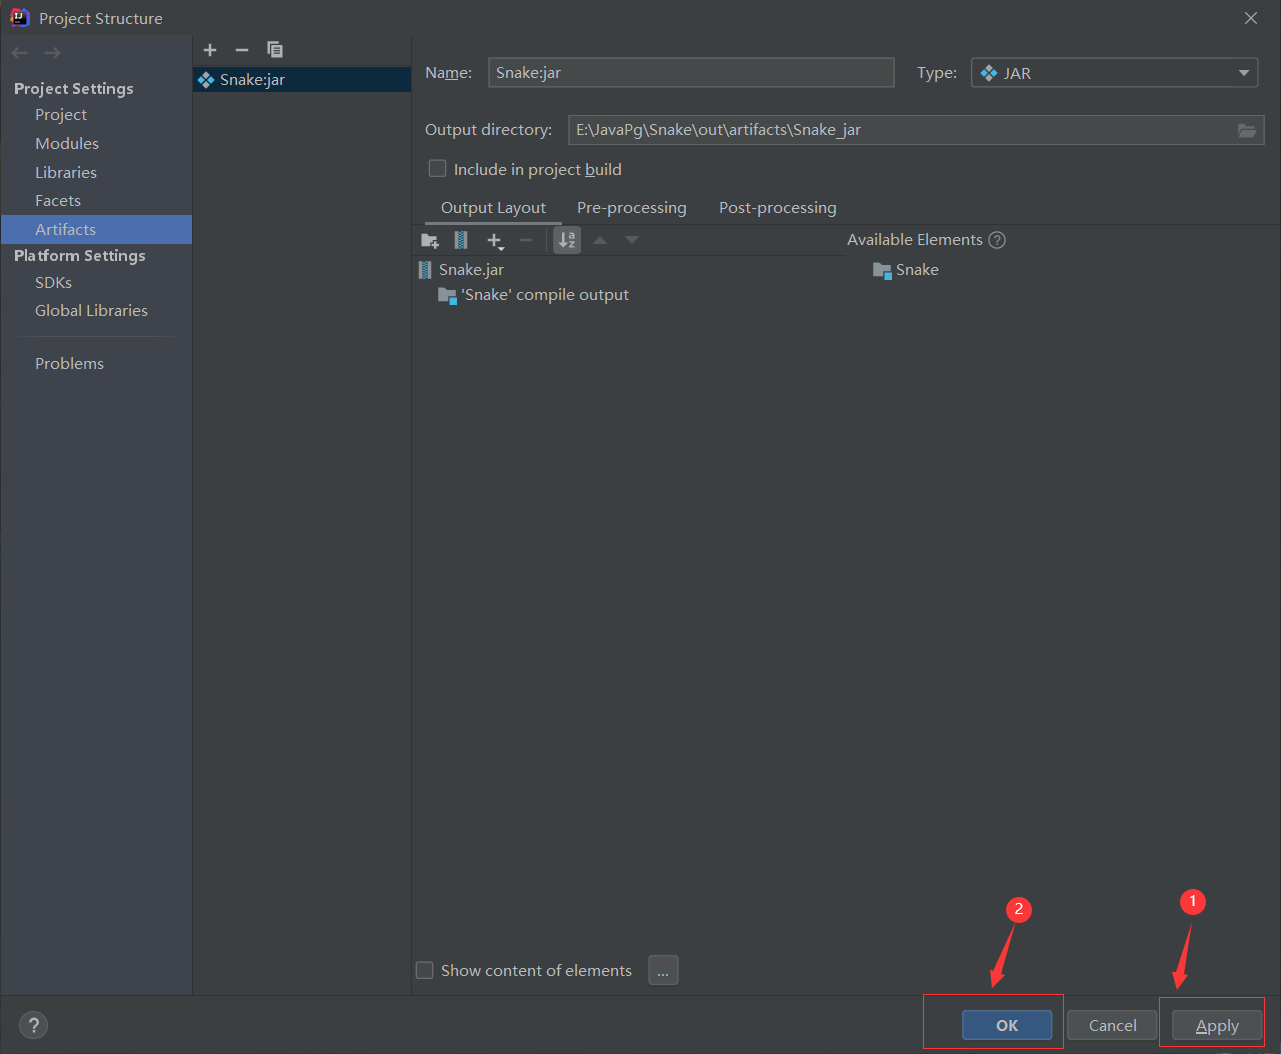 Project Structure
Project Settings
Project
Modules
Libraries
Facets
Artifacts
Platform Settings
SDKs
Global Libraries
Problems
Snake:jar
Name: Snake:jar Type: JAR
Output directory: E:\JavaPg\Snake\out\artifacts\Snake_jar
Include in project build
Output Layout Pre-processing Post-processing
Available Elements ?
Snake.jar
'Snake' compile output
Snake
Show content of elements ...
2 1
? OK Cancel Apply